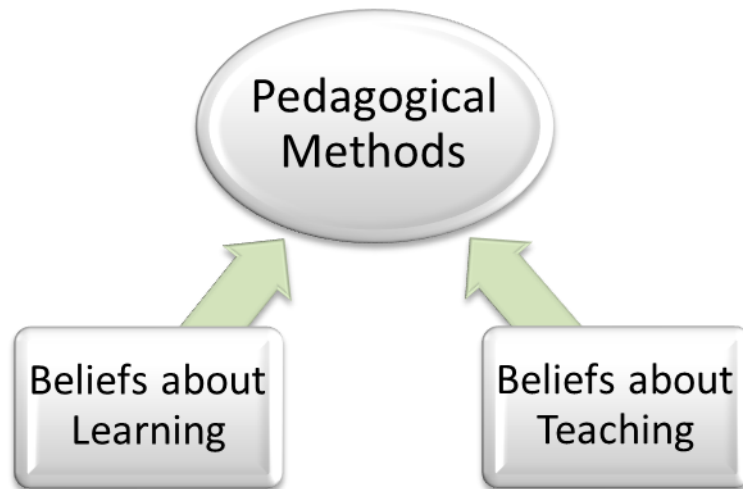 Pedagogical
Methods
Beliefs about
Learning
Beliefs about
Teaching